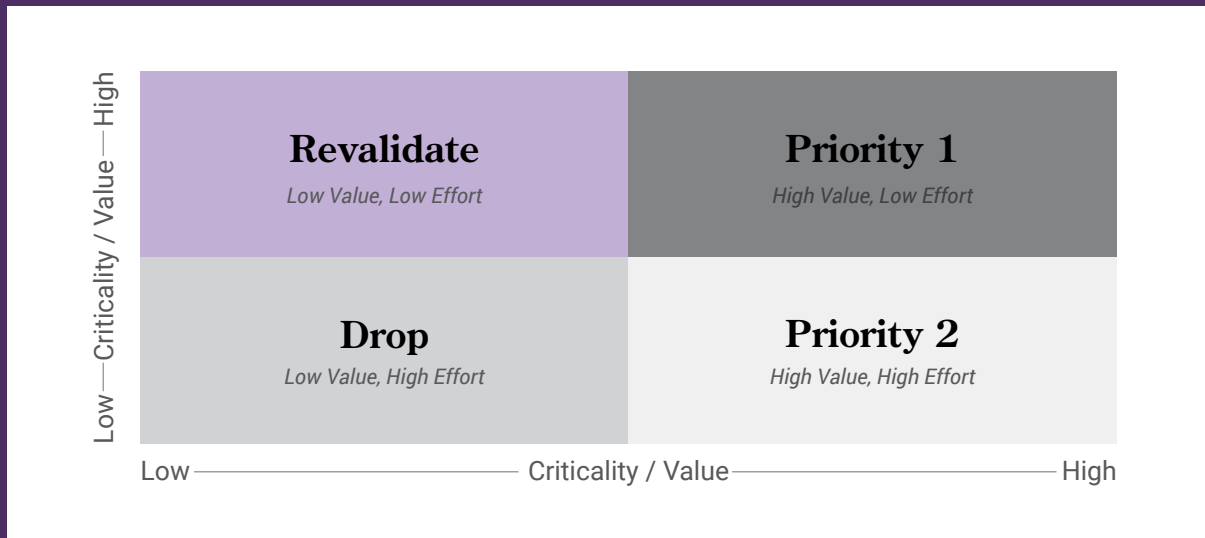 High
Criticality / Value
Low
Revalidate
Low Value, Low Effort
Priority 1
High Value, Low Effort
Drop
Low Value, High Effort
Priority 2
High Value, High Effort
Low
Criticality / Value
High